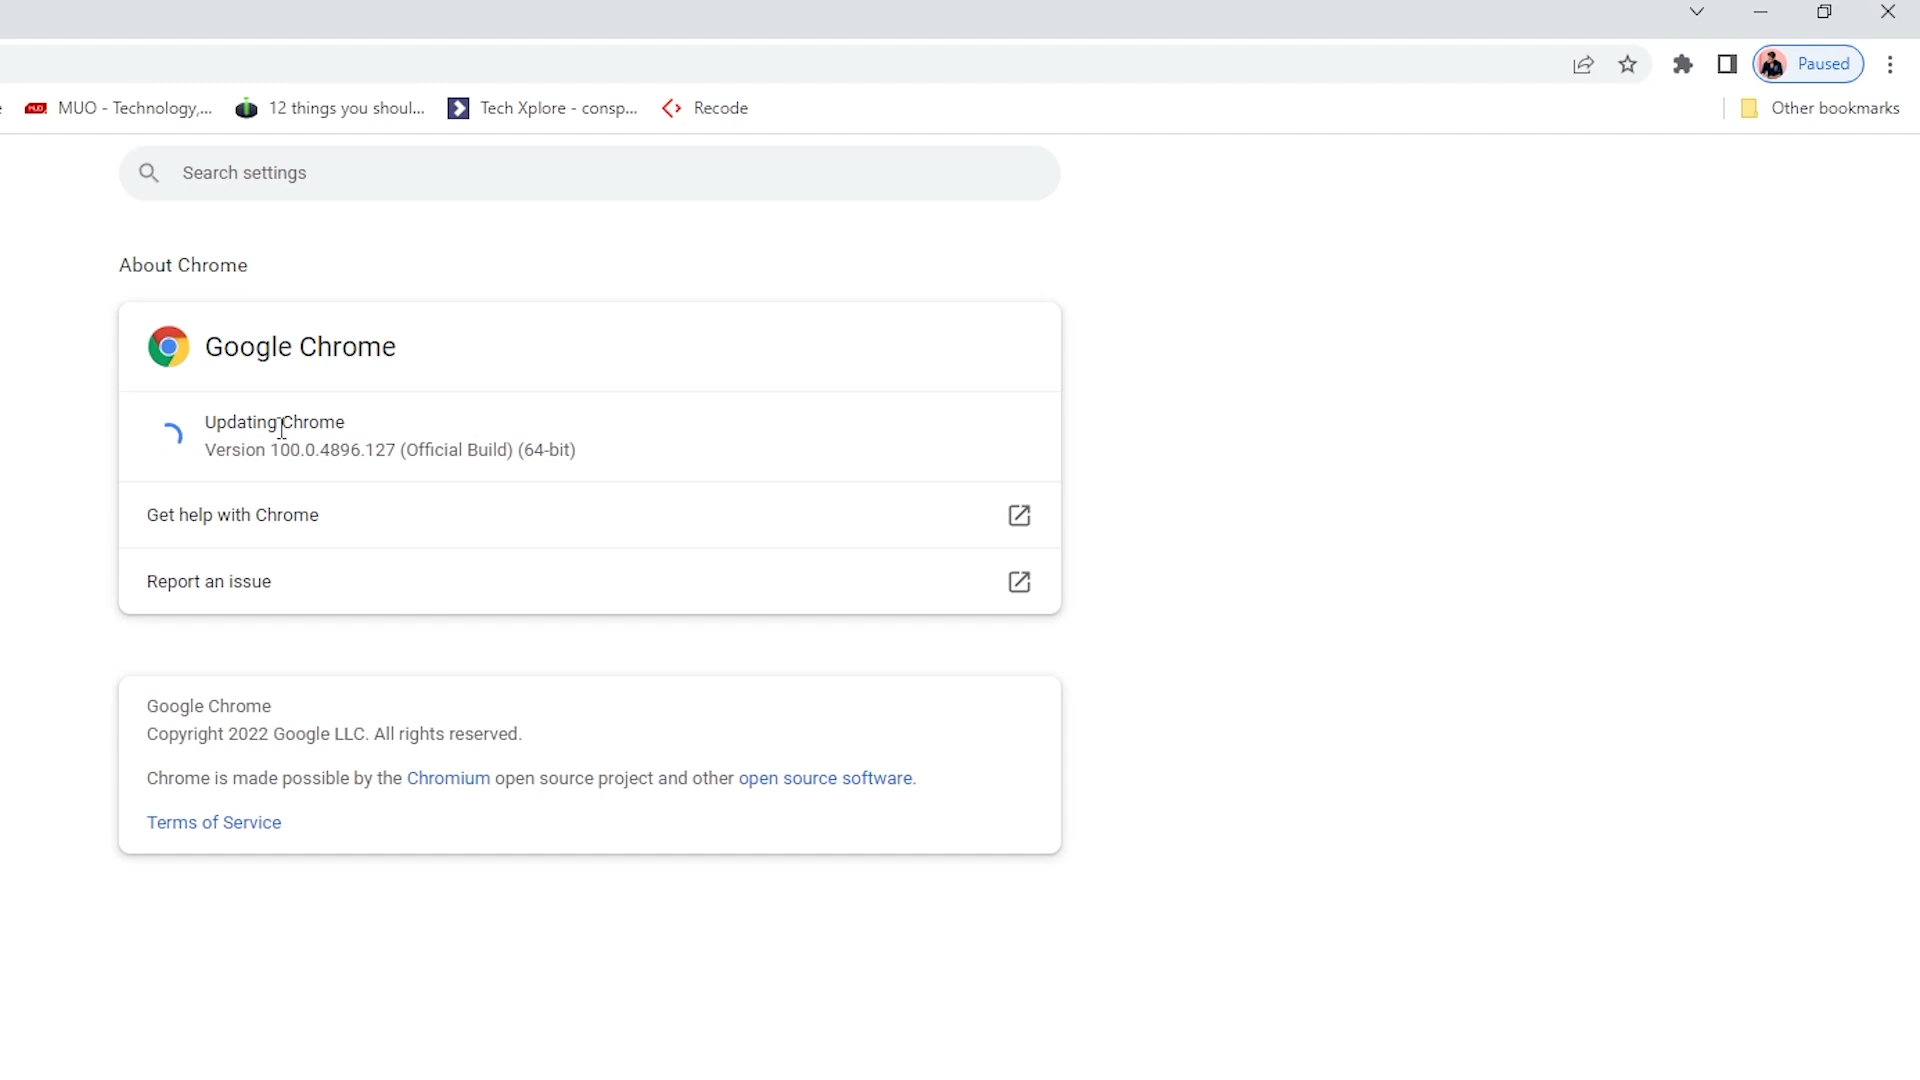 Paused
MUO - Technology,...
12 things you shoul...
Tech Xplore - consp...
Recode
Other bookmarks
Search settings
About Chrome
Google Chrome
Updating Chrome
Version 100.0.4896.127 (Official Build) (64-bit)
Get help with Chrome
Report an issue
Google Chrome
Copyright 2022 Google LLC. All rights reserved.
Chrome is made possible by the Chromium open source project and other open source software.
Terms of Service